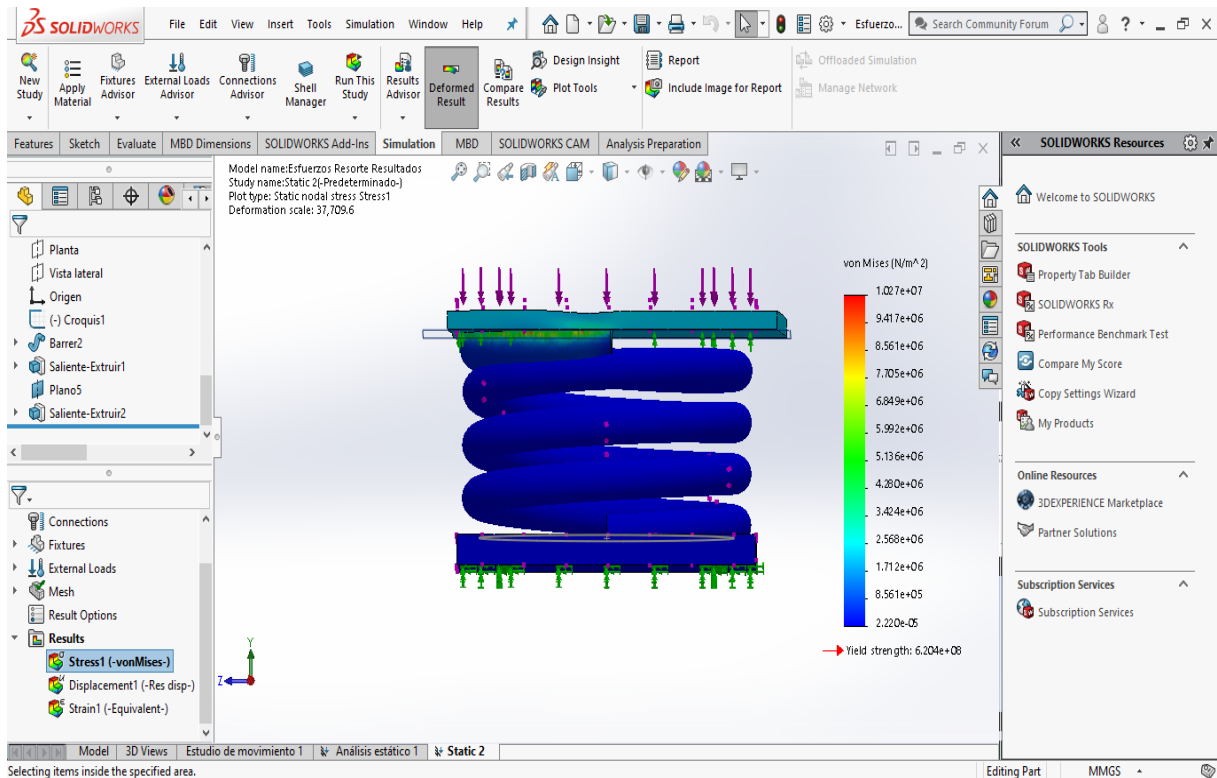 SOLIDWORKS
File Edit View Insert Tools Simulation Window Help
Esfuerzo...
Search Community Forum
?
New Study
Apply Material
Fixtures Advisor
External Loads Advisor
Connections Advisor
Shell Manager
Run This Study
Results Advisor
Deformed Result
Compare Results
Design Insight
Plot Tools
Report
Include Image for Report
Offloaded Simulation
Manage Network
Features Sketch Evaluate MBD Dimensions SOLIDWORKS Add-Ins Simulation MBD SOLIDWORKS CAM Analysis Preparation
Planta
Vista lateral
Origen
(-) Croquis1
Barrer2
Saliente-Extruir1
Plano5
Saliente-Extruir2
Connections
Fixtures
External Loads
Mesh
Result Options
Results
Stress1 (-vonMises-)
Displacement1 (-Res disp-)
Strain1 (-Equivalent-)
Model name:Esfuerzos Resorte Resultados
Study name:Static 2(-Predeterminado-)
Plot type: Static nodal stress Stress1
Deformation scale: 37,709.6
von Mises (N/m^2)
1.027e+07
9.417e+06
8.561e+06
7.705e+06
6.849e+06
5.992e+06
5.136e+06
4.280e+06
3.424e+06
2.568e+06
1.712e+06
8.561e+05
2.220e-05
Yield strength: 6.204e+08
Y
Z
SOLIDWORKS Resources
Welcome to SOLIDWORKS
SOLIDWORKS Tools
Property Tab Builder
SOLIDWORKS Rx
Performance Benchmark Test
Compare My Score
Copy Settings Wizard
My Products
Online Resources
3DEXPERIENCE Marketplace
Partner Solutions
Subscription Services
Subscription Services
Model 3D Views Estudio de movimiento 1 Análisis estático 1 Static 2
Selecting items inside the specified area.
Editing Part MMGS